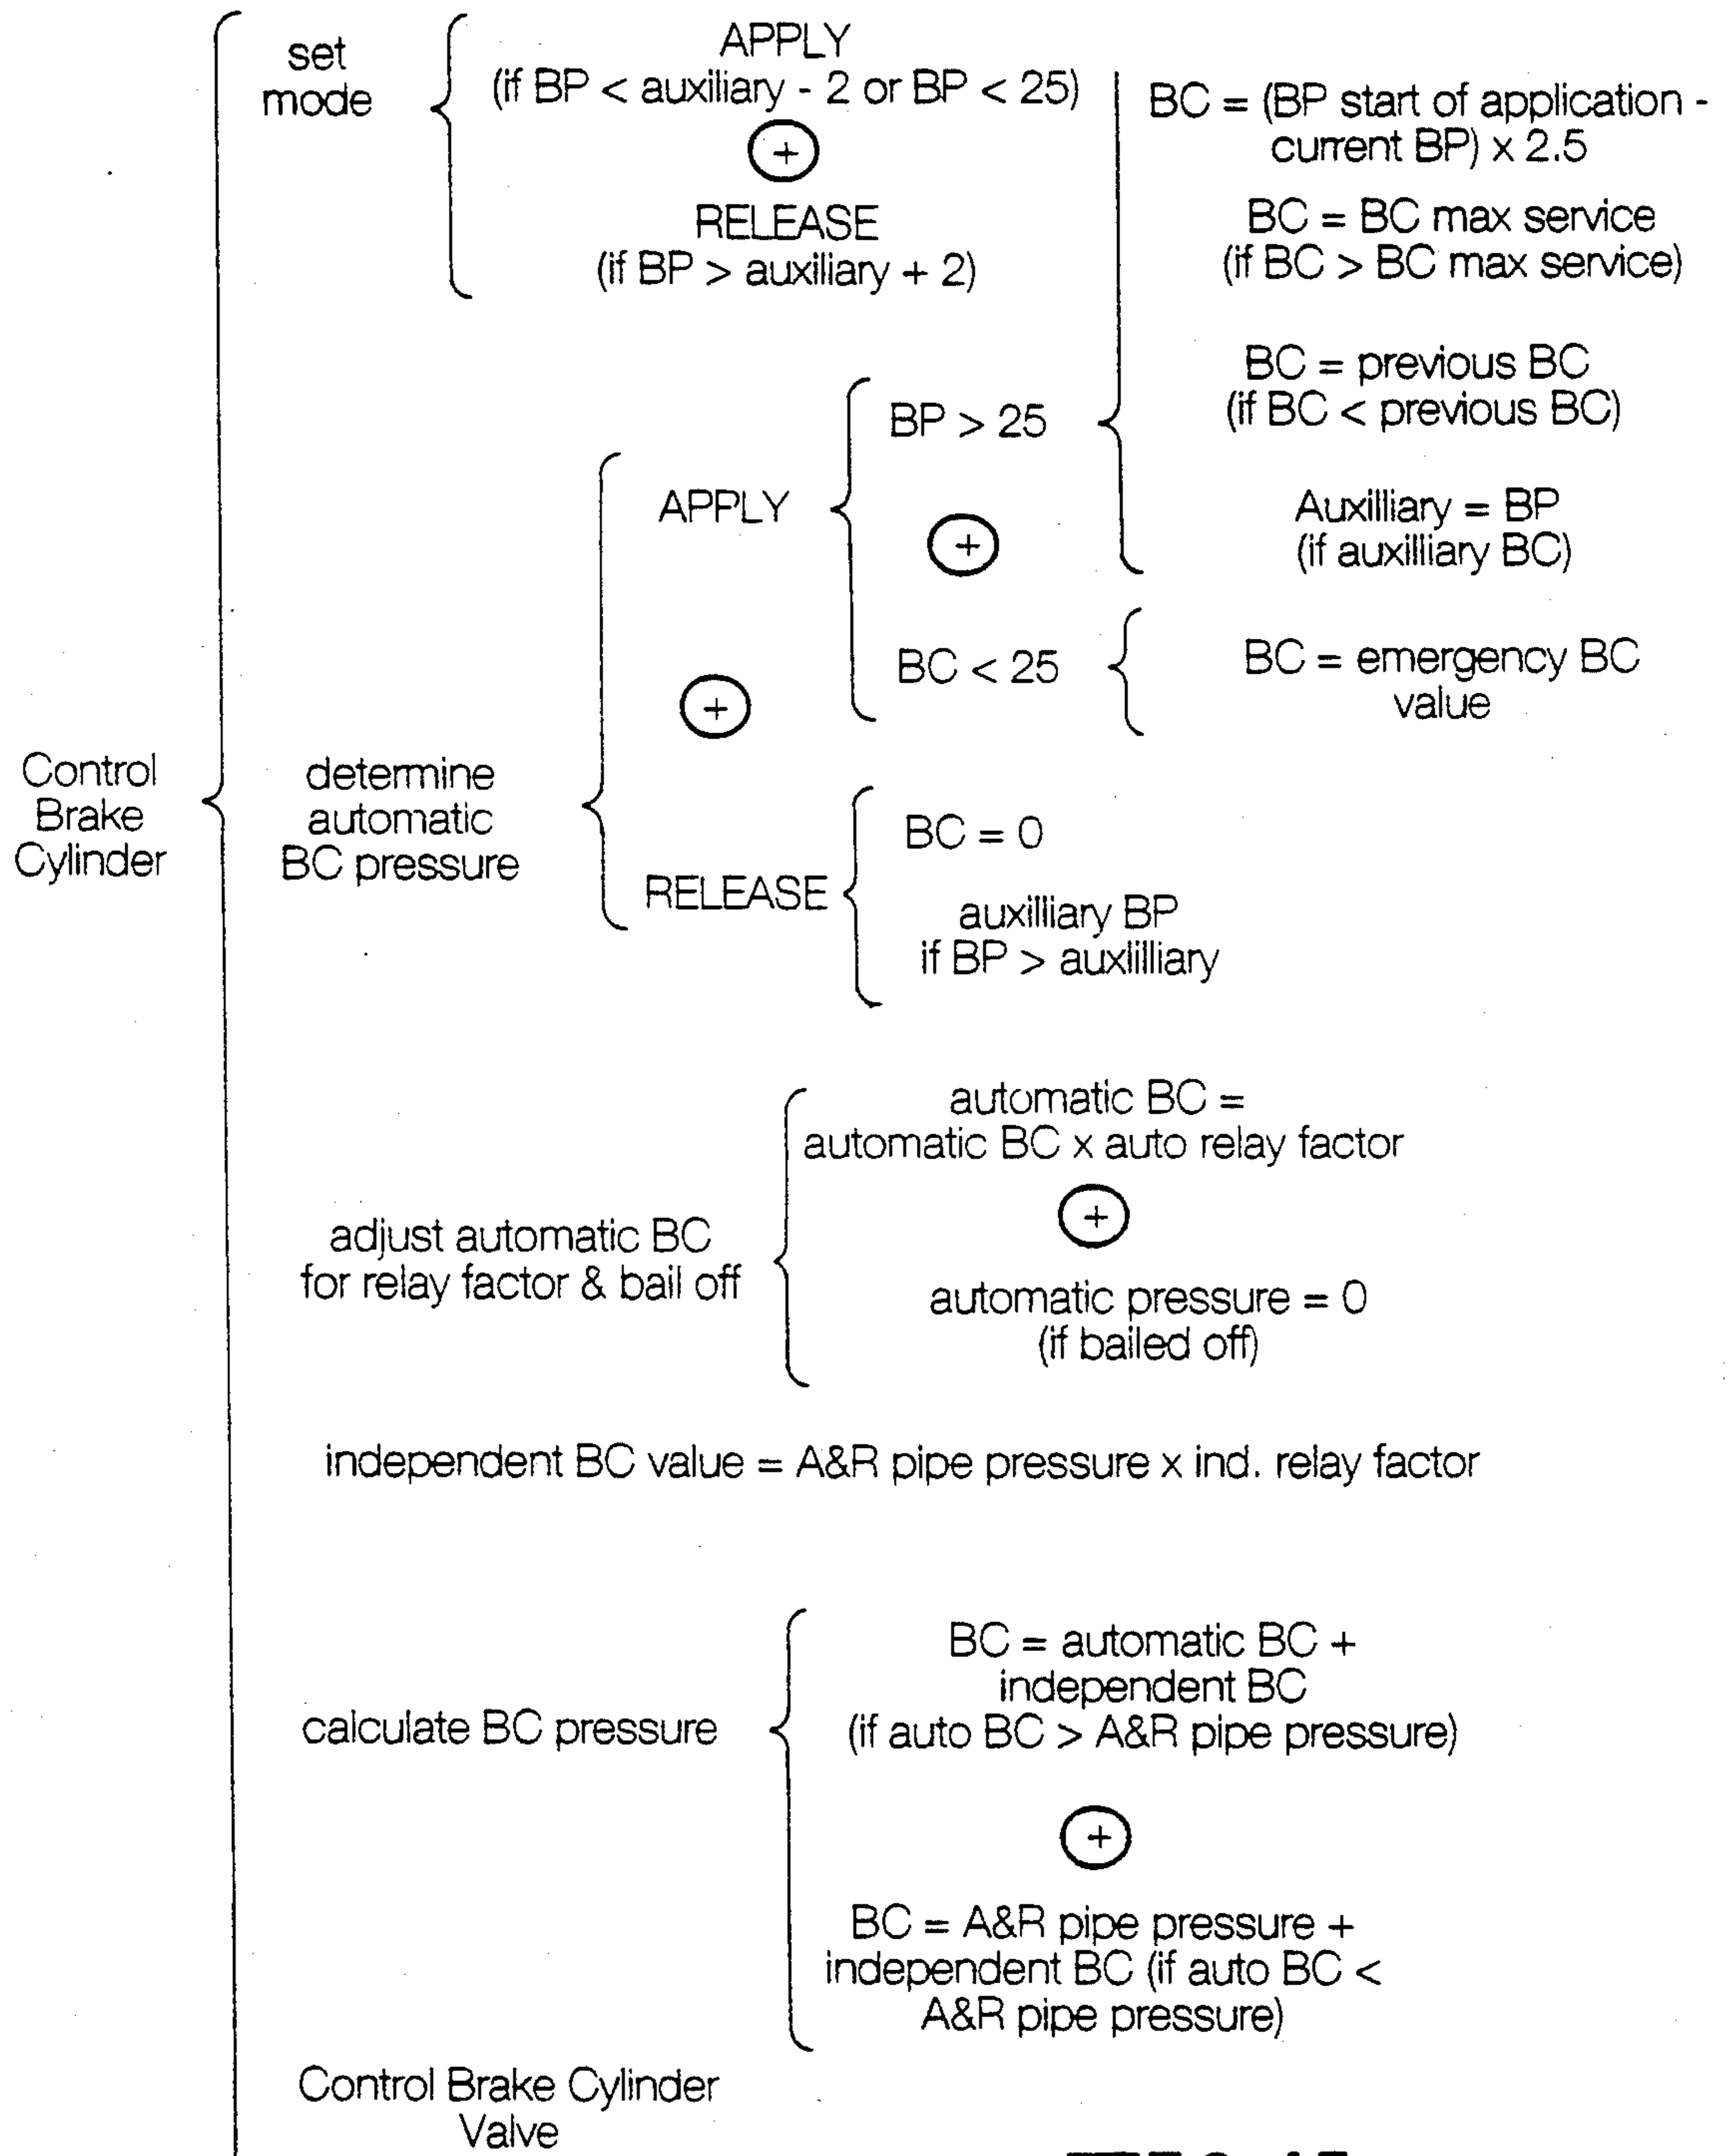 set
mode
APPLY
(if BP < auxiliary - 2 or BP < 25)
+
RELEASE
(if BP > auxiliary + 2)
BC = (BP start of application -
current BP) x 2.5
BC = BC max service
(if BC > BC max service)
BC = previous BC
(if BC < previous BC)
Auxilliary = BP
(if auxilliary BC)
BP > 25
APPLY
+
BC < 25
BC = emergency BC
value
+
Control
Brake
Cylinder
determine
automatic
BC pressure
RELEASE
BC = 0
auxilliary BP
if BP > auxlilliary
adjust automatic BC
for relay factor & bail off
automatic BC =
automatic BC x auto relay factor
+
automatic pressure = 0
(if bailed off)
independent BC value = A&R pipe pressure x ind. relay factor
calculate BC pressure
BC = automatic BC +
independent BC
(if auto BC > A&R pipe pressure)
+
BC = A&R pipe pressure +
independent BC (if auto BC <
A&R pipe pressure)
Control Brake Cylinder
Valve